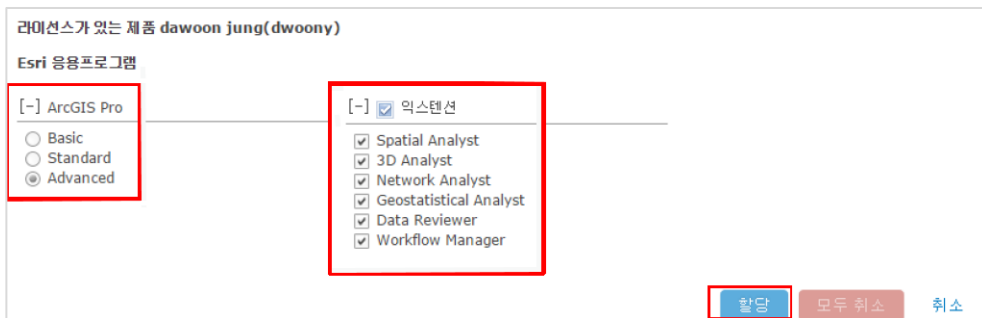 라이선스가 있는 제품 dawoon jung(dwoony)
Esri 응용프로그램
[-] ArcGIS Pro
Basic
Standard
Advanced
[-] 익스텐션
Spatial Analyst
3D Analyst
Network Analyst
Geostatistical Analyst
Data Reviewer
Workflow Manager
할당 모두 취소 취소